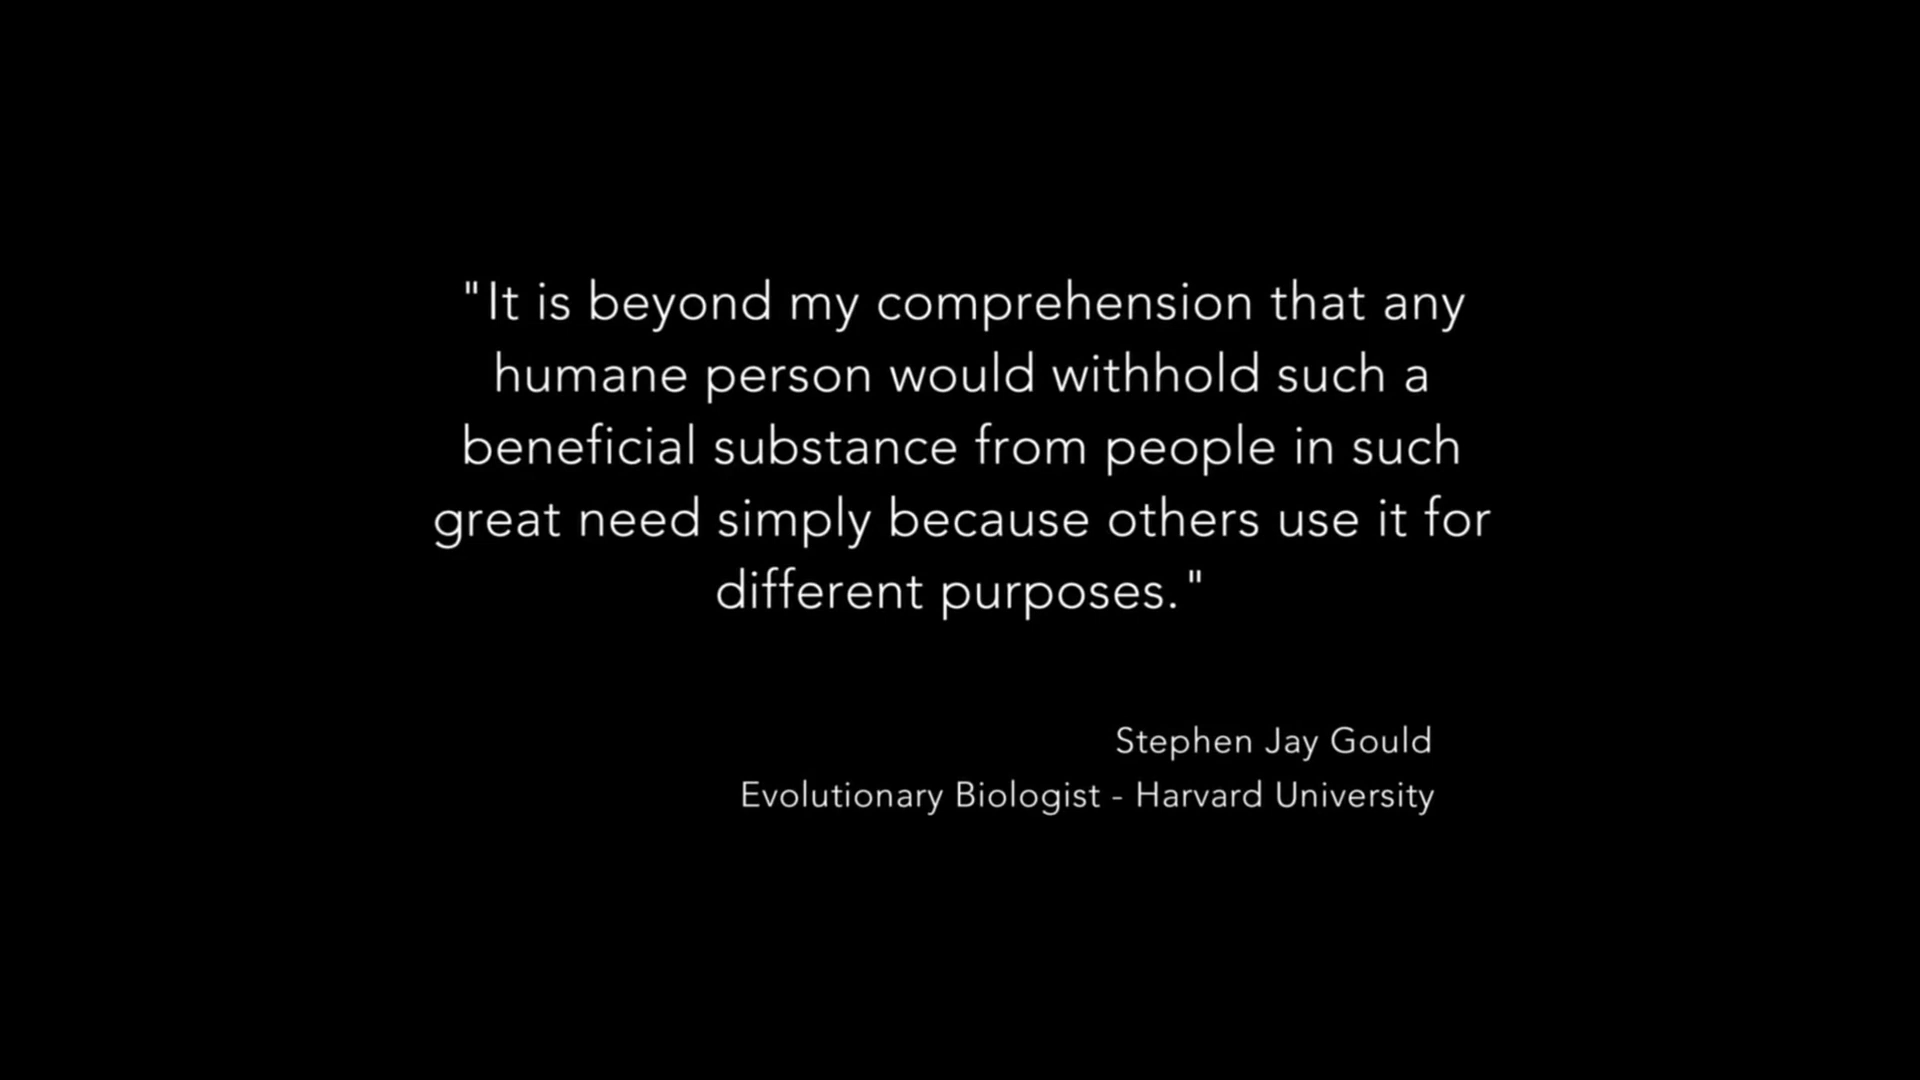 "It is beyond my comprehension that any
humane person would withhold such a
beneficial substance from people in such
great need simply because others use it for
different purposes."
Stephen Jay Gould
Evolutionary Biologist - Harvard University